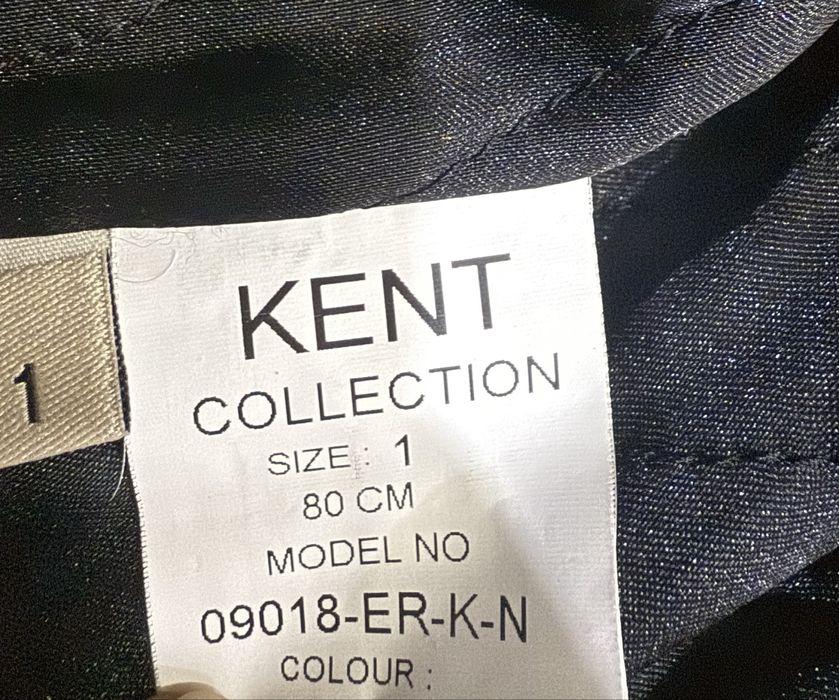 KENT
COLLECTION
SIZE : 1
80 CM
MODEL NO
09018-ER-K-N
COLOUR :
1